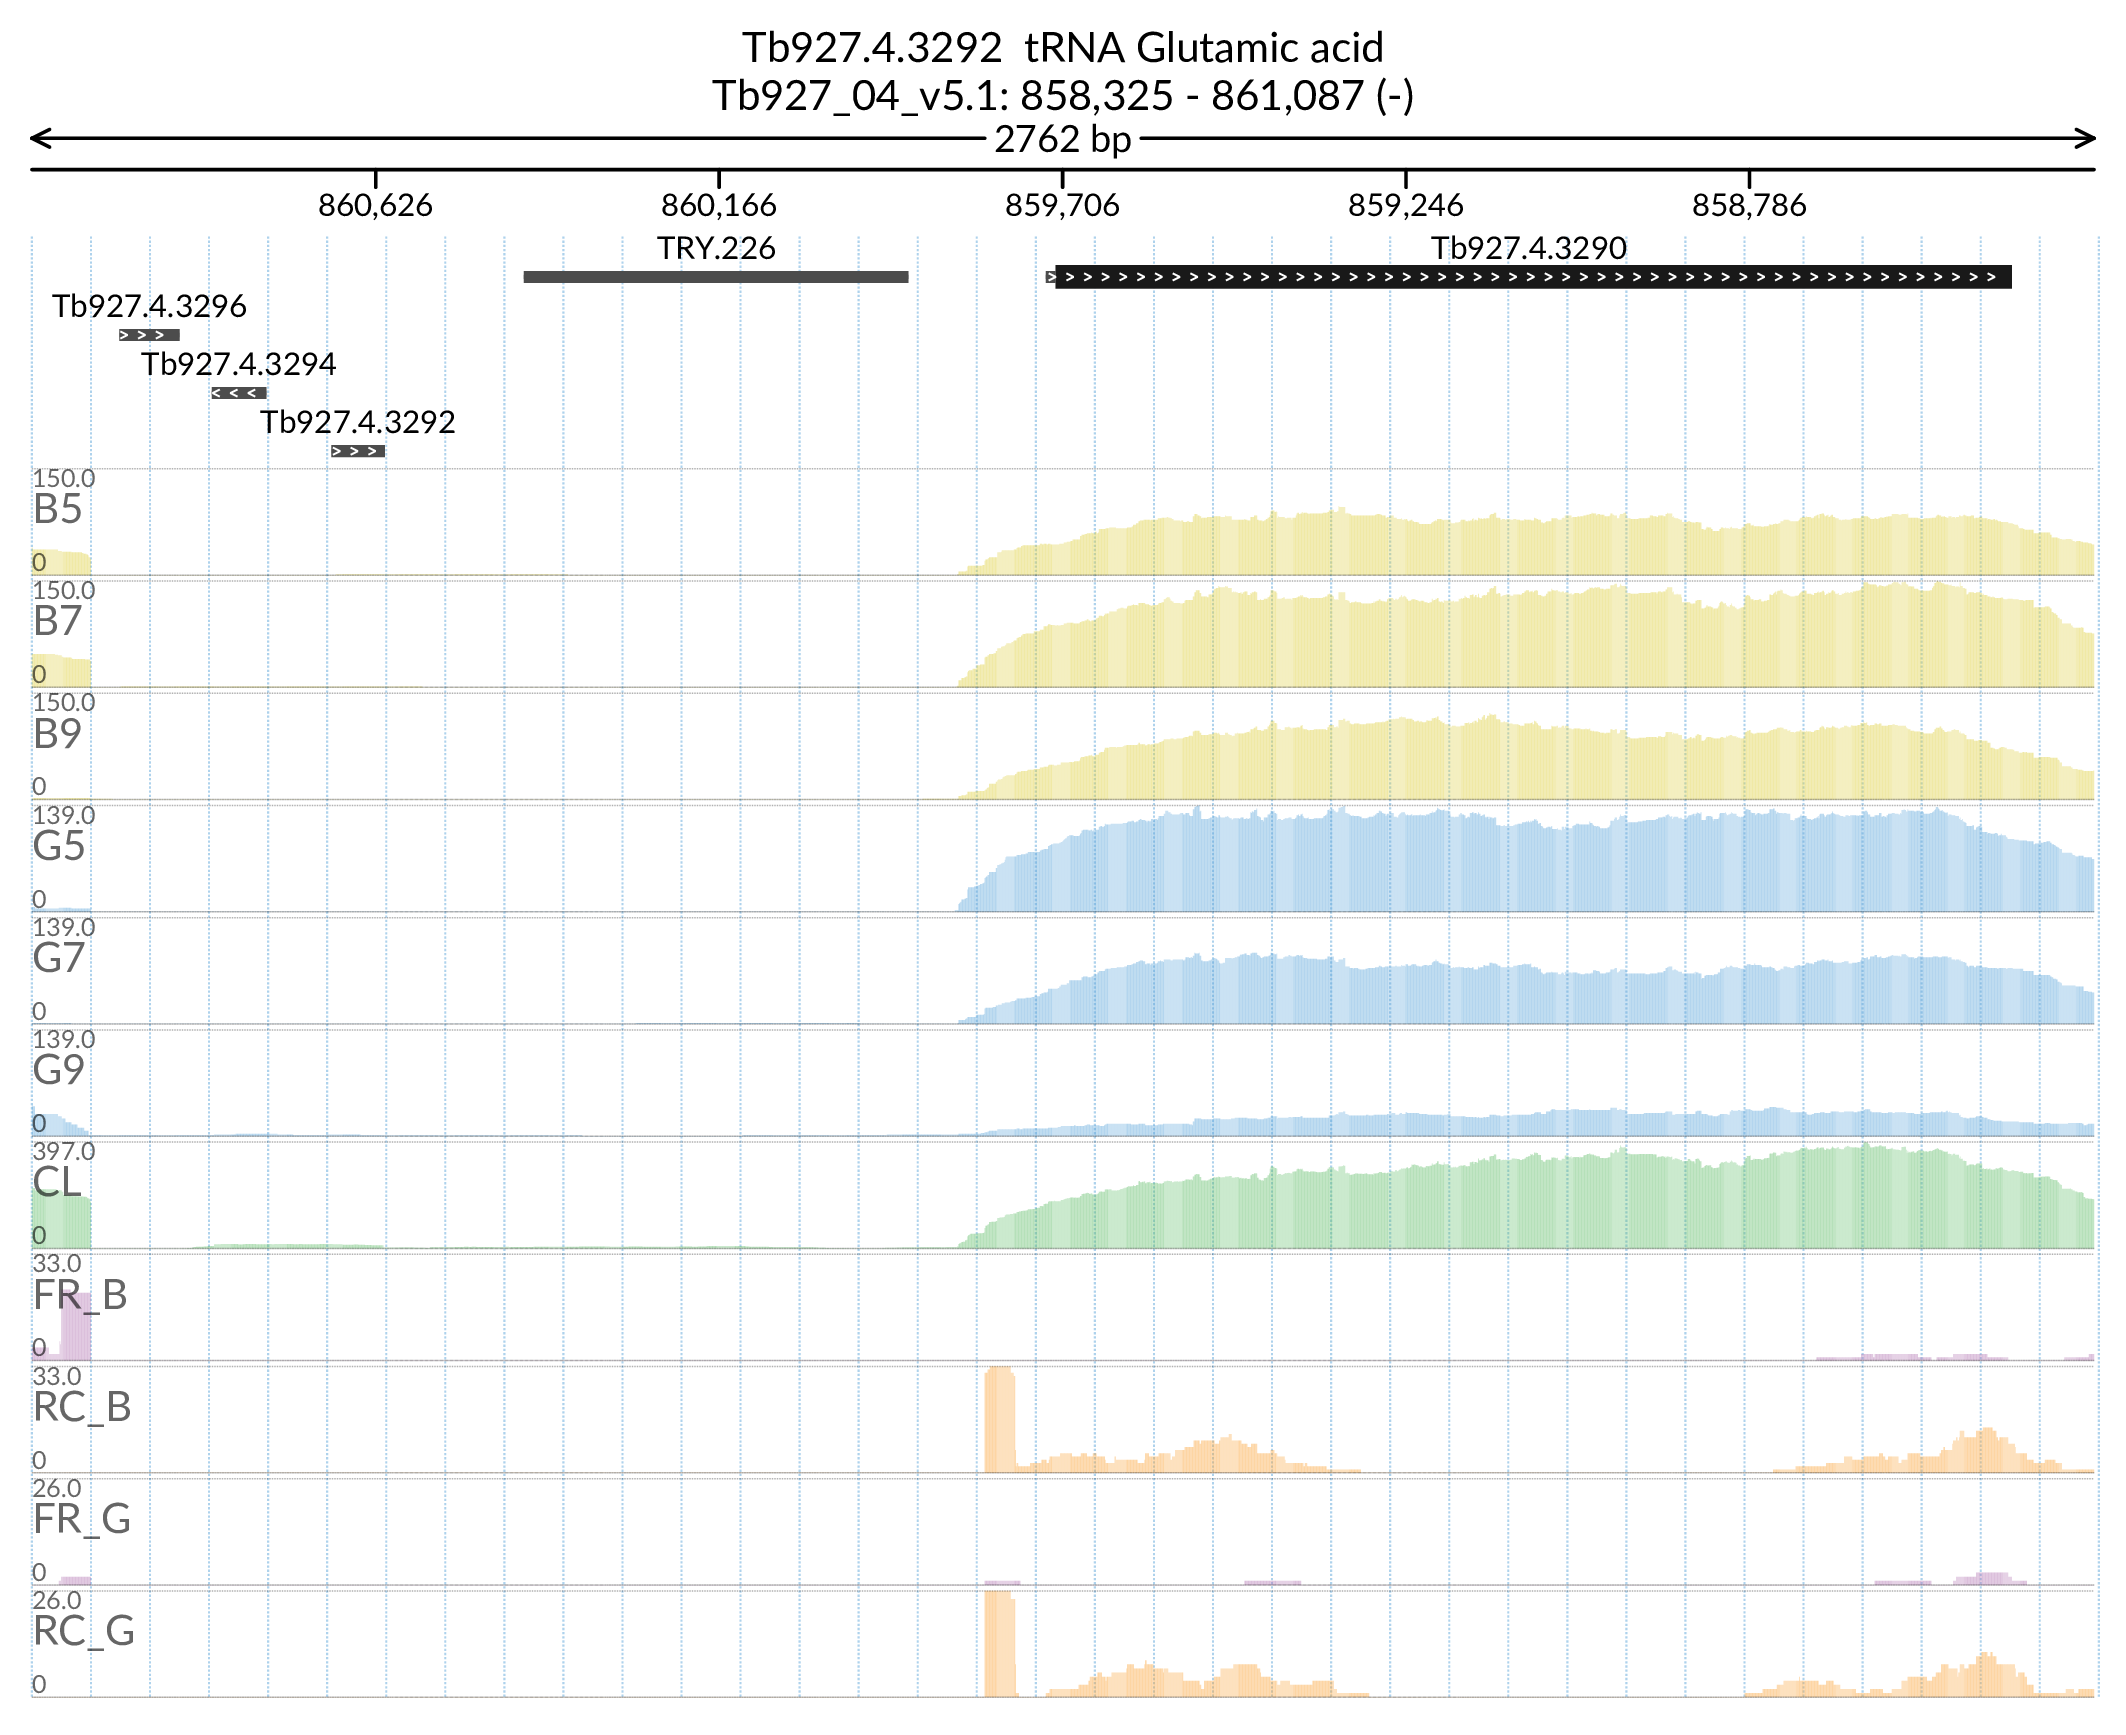 Tb927.4.3292 tRNA Glutamic acid
Tb927_04_v5.1: 858,325 - 861,087 (-)
2762 bp
860,626 860,166 859,706 859,246 858,786
TRY.226 Tb927.4.3290
Tb927.4.3296
Tb927.4.3294
Tb927.4.3292
150.0
B5
0
150.0
B7
0
150.0
B9
0
139.0
G5
0
139.0
G7
0
139.0
G9
0
397.0
CL
0
33.0
FR_B
0
33.0
RC_B
0
26.0
FR_G
0
26.0
RC_G
0